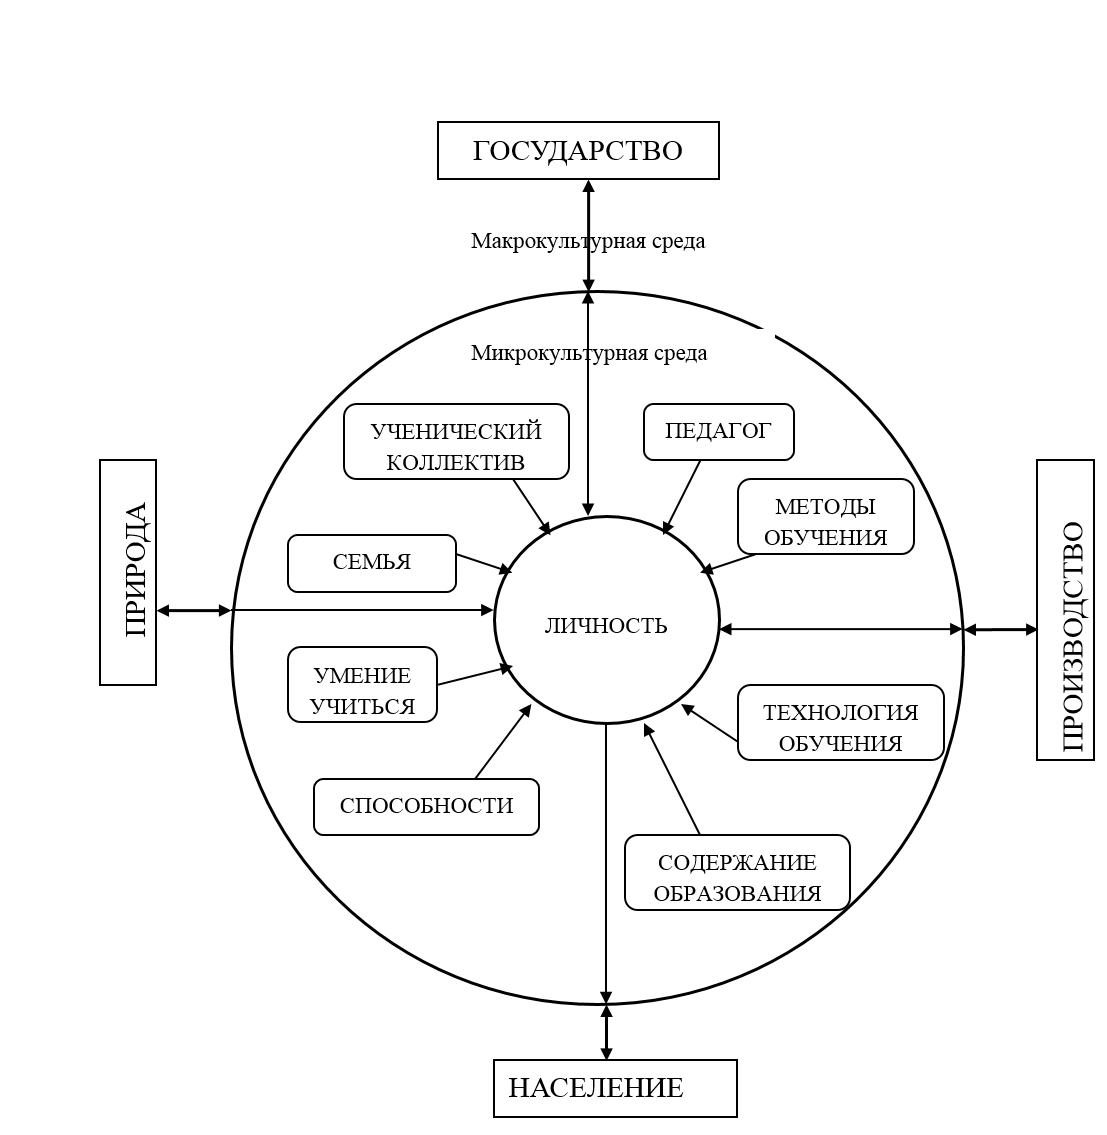 ГОСУДАРСТВО
Макрокультурная среда
Микрокультурная среда
УЧЕНИЧЕСКИЙ
КОЛЛЕКТИВ
ПЕДАГОГ
МЕТОДЫ
ОБУЧЕНИЯ
ПРИРОДА
СЕМЬЯ
ЛИЧНОСТЬ
ПРОИЗВОДСТВО
УМЕНИЕ
УЧИТЬСЯ
ТЕХНОЛОГИЯ
ОБУЧЕНИЯ
СПОСОБНОСТИ
СОДЕРЖАНИЕ
ОБРАЗОВАНИЯ
НАСЕЛЕНИЕ